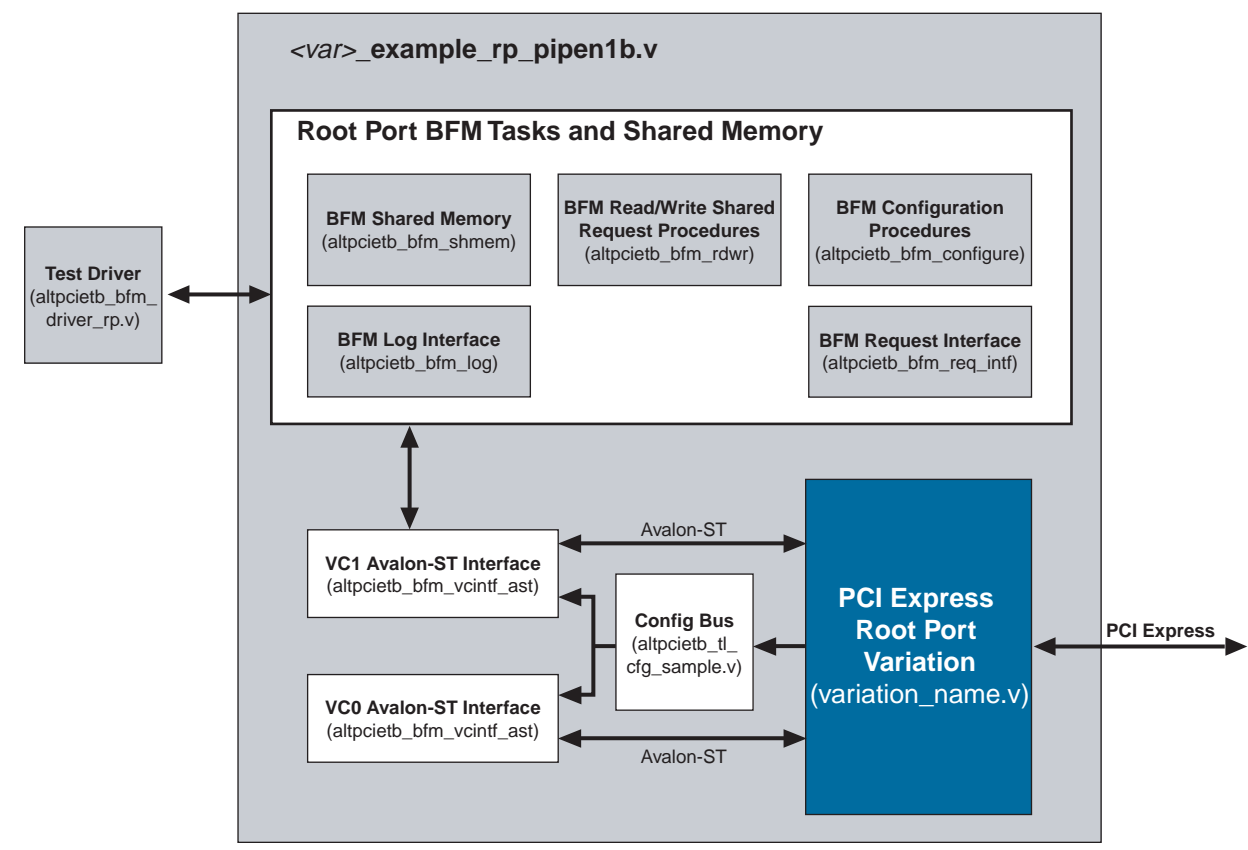 <var>_example_rp_pipen1b.v
Root Port BFM Tasks and Shared Memory
BFM Shared Memory
(altpcietb_bfm_shmem)
BFM Read/Write Shared
Request Procedures
(altpcietb_bfm_rdwr)
BFM Configuration
Procedures
(altpcietb_bfm_configure)
Test Driver
(altpcietb_bfm_
driver_rp.v)
BFM Log Interface
(altpcietb_bfm_log)
BFM Request Interface
(altpcietb_bfm_req_intf)
VC1 Avalon-ST Interface
(altpcietb_bfm_vcintf_ast)
Avalon-ST
Config Bus
(altpcietb_tl_
cfg_sample.v)
PCI Express
Root Port
Variation
(variation_name.v)
PCI Express
VC0 Avalon-ST Interface
(altpcietb_bfm_vcintf_ast)
Avalon-ST